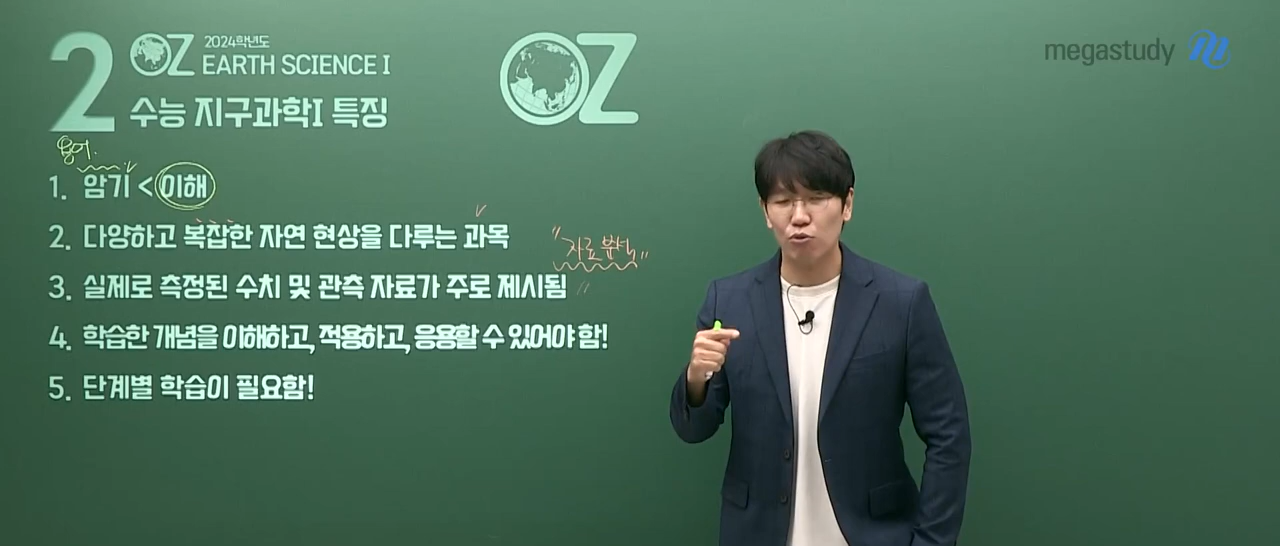 2
OZ
2024학년도
EARTH SCIENCE I
수능 지구과학I 특징
OZ
megastudy
용어.
1. 암기 < 이해
2. 다양하고 복잡한 자연 현상을 다루는 과목
"자료 분석"
3. 실제로 측정된 수치 및 관측 자료가 주로 제시됨
4. 학습한 개념을 이해하고, 적용하고, 응용할 수 있어야 함!
5. 단계별 학습이 필요함!